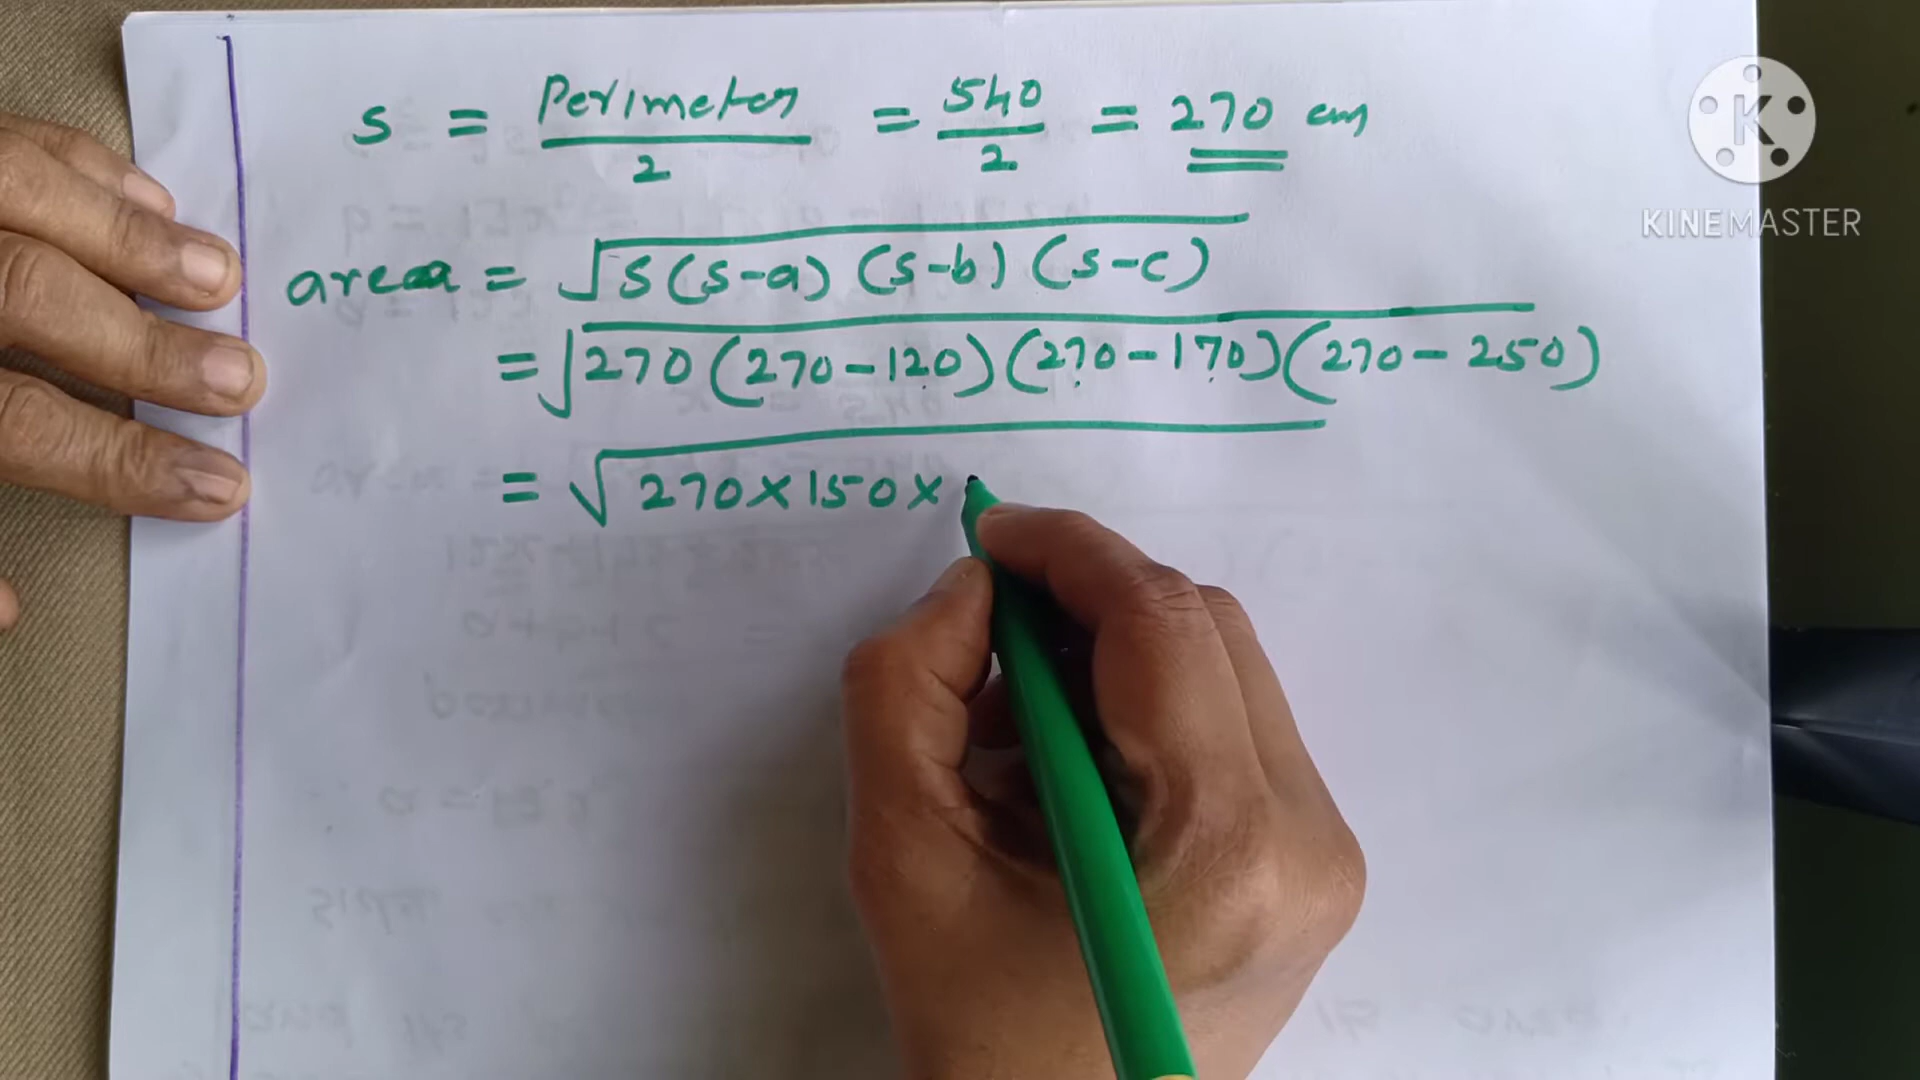 s = Perimeter / 2 = 540 / 2 = 270 cm
area = √s(s-a) (s-b) (s-c)
= √270(270-120)(270-170)(270-250)
= √270×150×
K
KINEMASTER